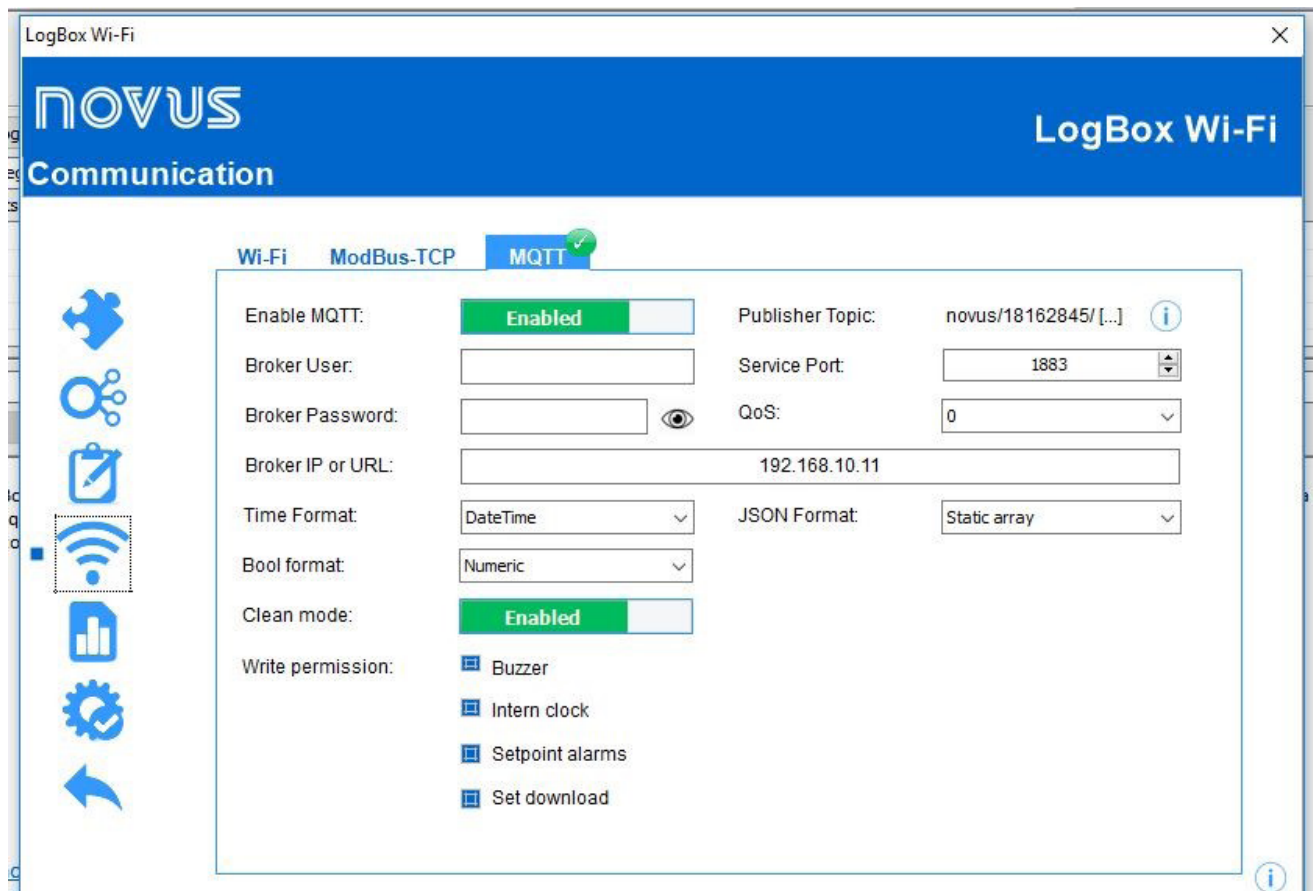 LogBox Wi-Fi
NOVUS
LogBox Wi-Fi
Communication
Wi-Fi ModBus-TCP MQTT
Enable MQTT: Enabled Publisher Topic: novus/18162845/ [...]
Broker User: Service Port: 1883
Broker Password: QoS: 0
Broker IP or URL: 192.168.10.11
Time Format: DateTime JSON Format: Static array
Bool format: Numeric
Clean mode: Enabled
Write permission: Buzzer
Intern clock
Setpoint alarms
Set download